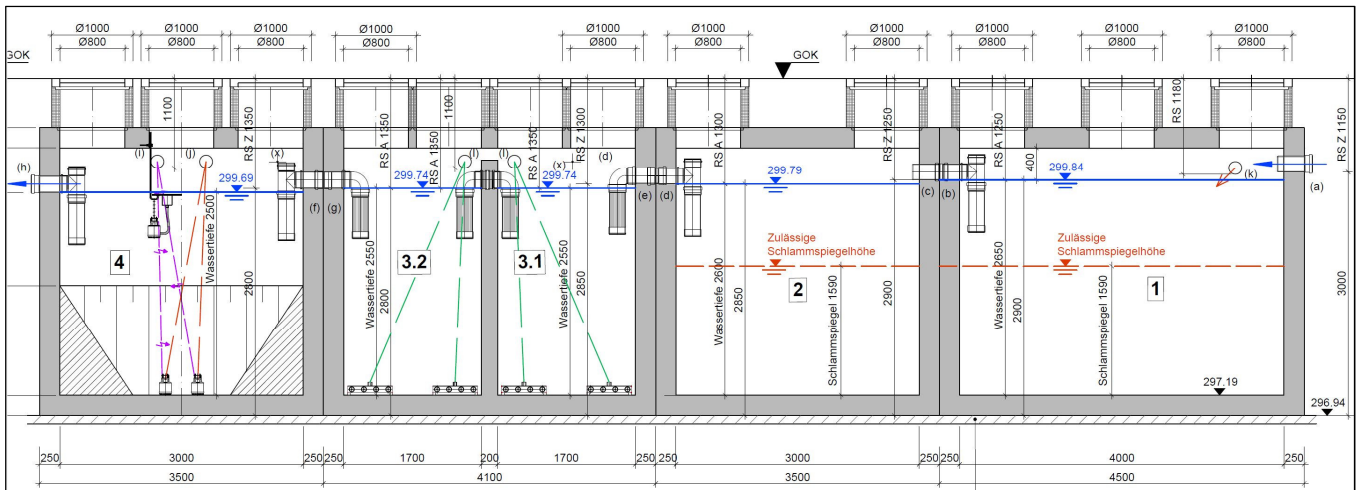 Ø1000 Ø1000 Ø1000 Ø1000 Ø1000 Ø1000 Ø1000 Ø1000 Ø1000 Ø1000
Ø800 Ø800 Ø800 Ø800 Ø800 Ø800 Ø800 Ø800 Ø800 Ø800
GOK
GOK
1100
RS Z 1350
RS A 1350
RS A 1350
1100
RS Z 1300
RS A 1300
RS Z 1250
RS A 1250
RS 1180
RS Z 1150
400
(h)
(i)
(j)
(x)
(l)
(l)
(x)
(d)
(c)
(b)
(k)
(a)
(f)
(g)
(e)
(d)
299.69
299.74
299.74
299.79
299.84
Wassertiefe 2500
2800
Wassertiefe 2550
2800
Wassertiefe 2550
2850
Wassertiefe 2600
2850
2900
Wassertiefe 2650
2900
3000
Zulässige
Schlammspiegelhöhe
Zulässige
Schlammspiegelhöhe
Schlammspiegel 1590
Schlammspiegel 1590
4
3.2
3.1
2
1
297.19
296.94
250 3000 250 250 1700 200 1700 250 250 3000 250 250 4000 250
3500 4100 3500 4500